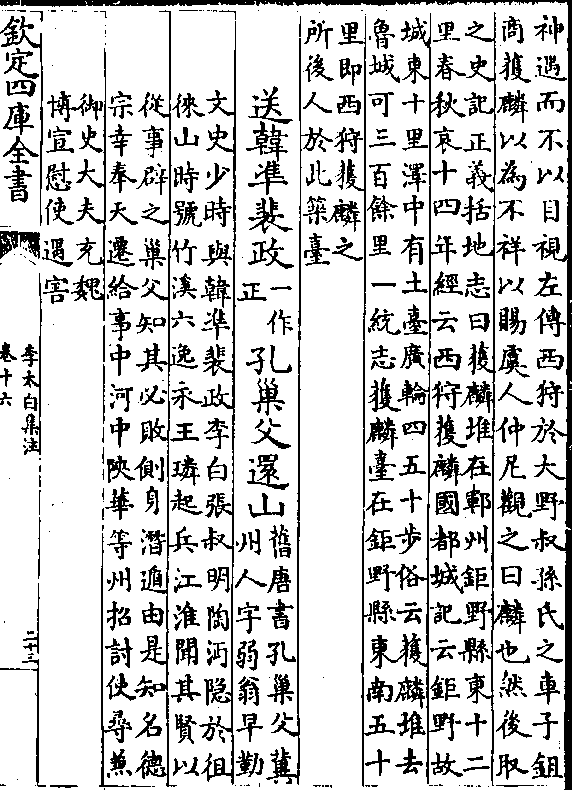 神遇而不以目視左傳西狩於大野叔孫氏之車子鉏
商獲麟以為不祥以賜虞人仲尼觀之曰麟也然後取
之史記正義括地志曰獲麟堆在鄆州鉅野縣東十二
里春秋哀十四年經云西狩獲麟國都城記云鉅野故
城東十里澤中有土臺廣輪四五十步俗云獲麟堆去
魯城可三百餘里一統志獲麟臺在鉅野縣東南五十
里即西狩獲麟之
所後人於此築臺
送韓凖裴政一作正孔巢父還山舊唐書孔巢父冀州人字弱翁早勤
文史少時與韓凖裴政李白張叔明陶沔隐於徂
徠山時號竹溪六逸永王璘起兵江淮聞其賢以
從事辟之巢父知其必敗側身潛遁由是知名德
宗幸奉天遷給事中河中陝華等州招討使尋兼
御史大夫充魏
博宣慰使遇害
欽定四庫全書
李太白集注
卷十六
二十三